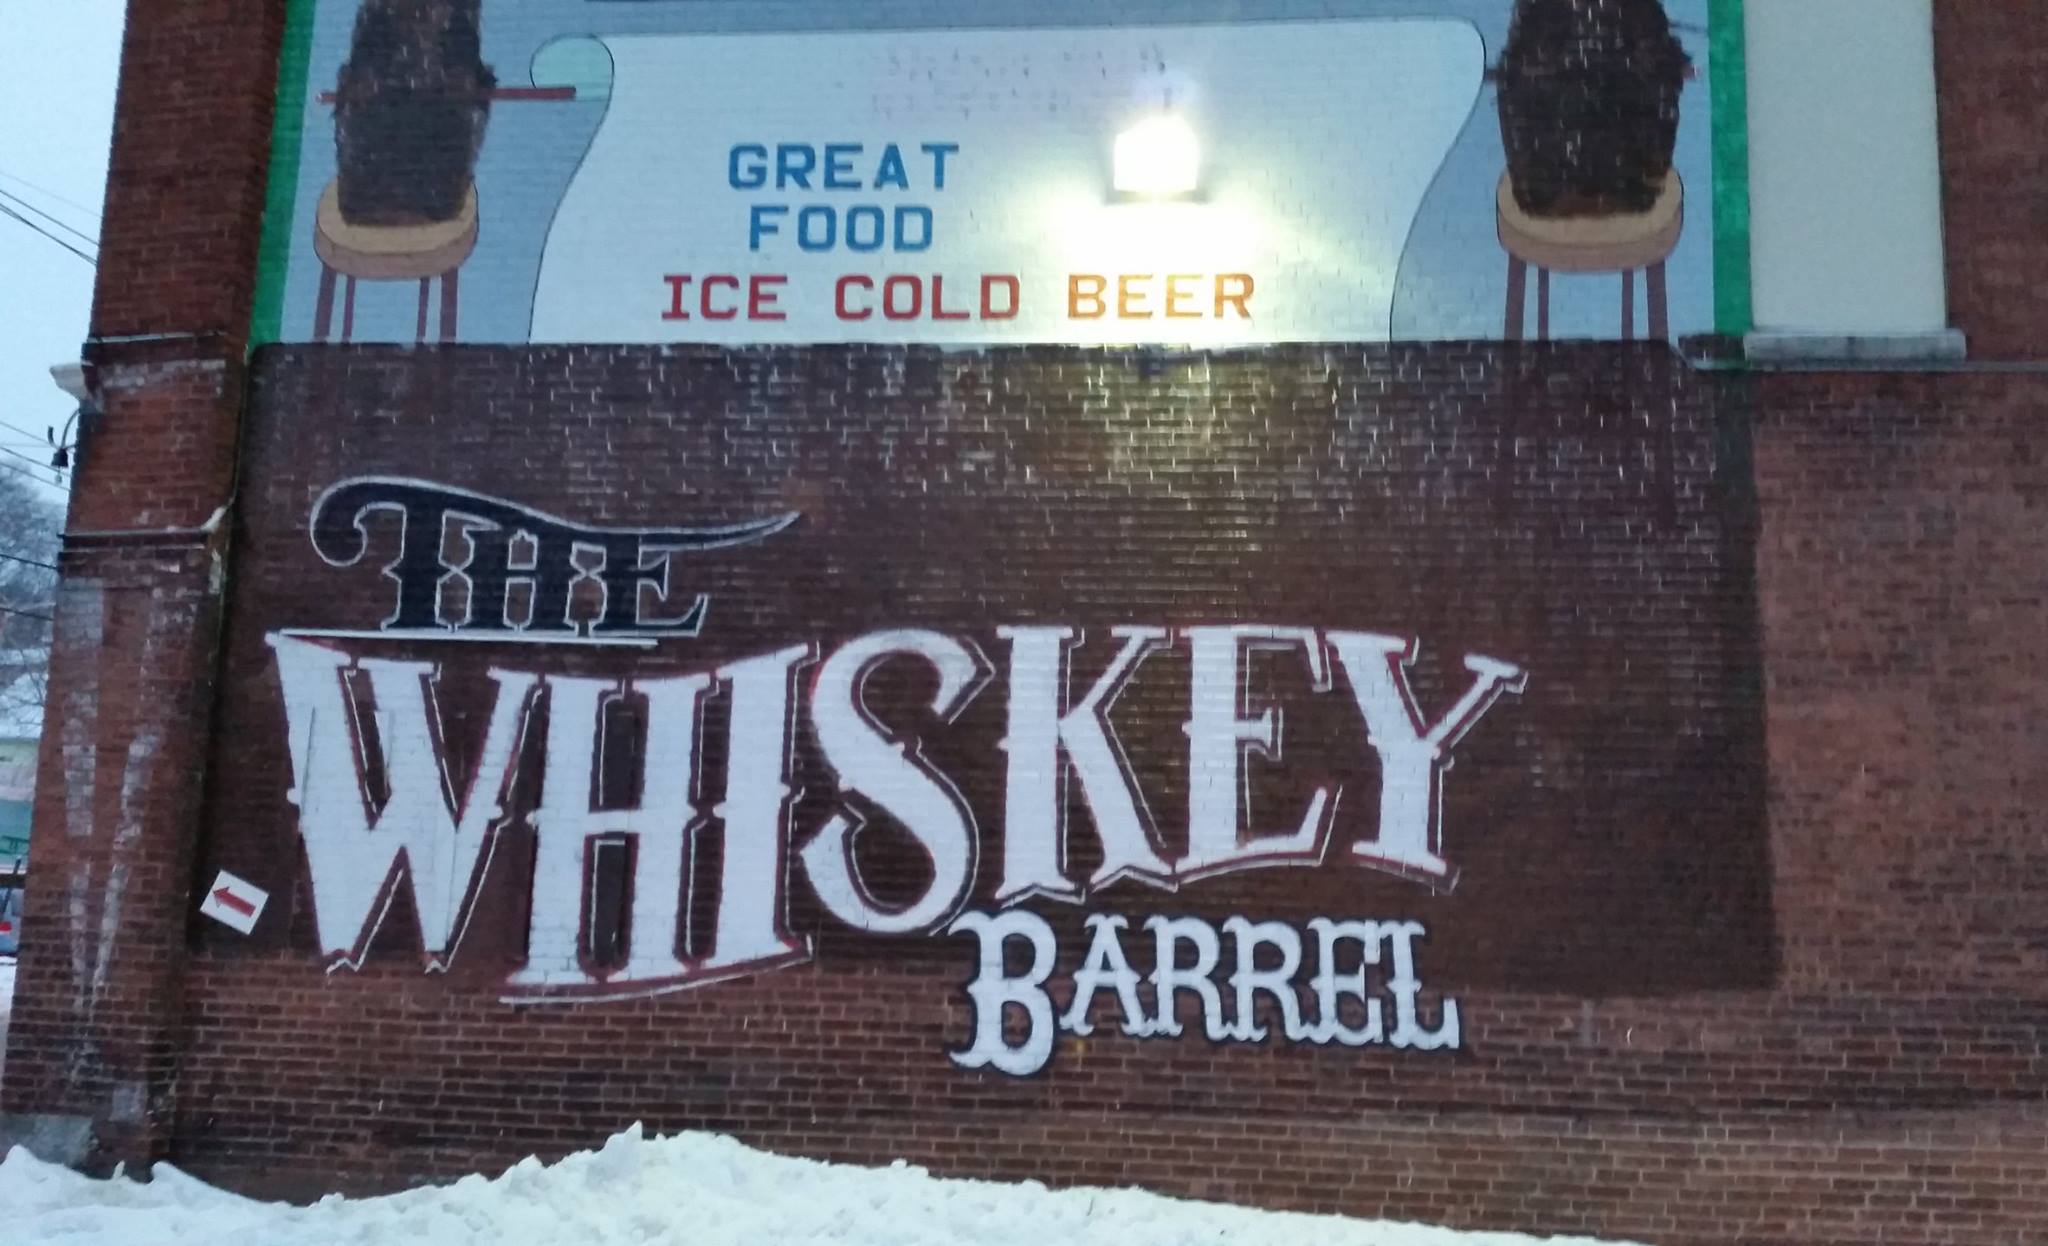 GREAT
FOOD
ICE COLD BEER
THE
WHISKEY
BARREL